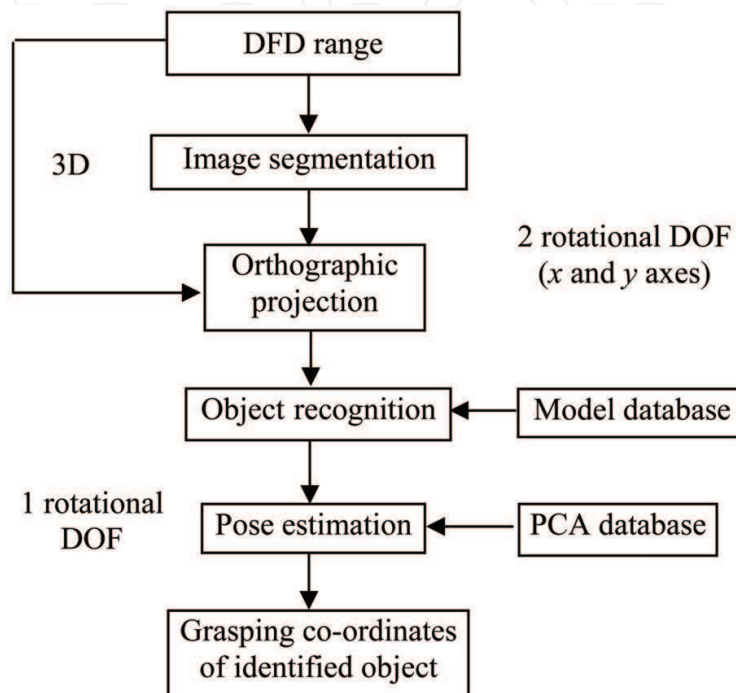 DFD range
3D
Image segmentation
2 rotational DOF
(x and y axes)
Orthographic
projection
Object recognition
Model database
1 rotational
DOF
Pose estimation
PCA database
Grasping co-ordinates
of identified object